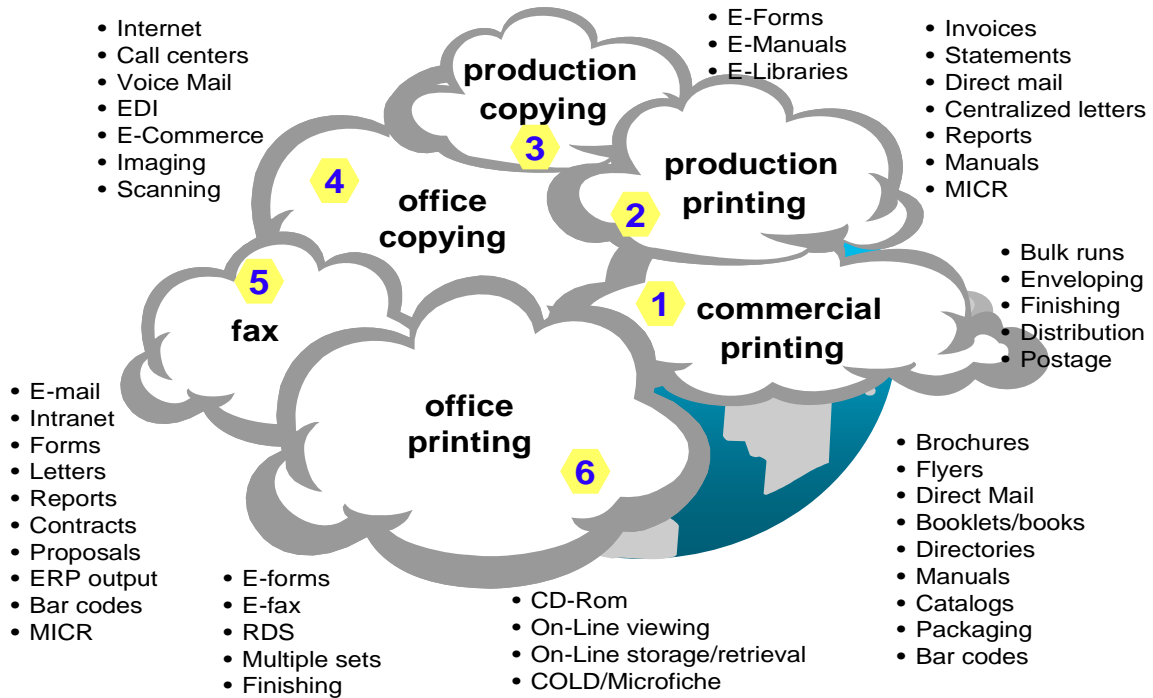 • Internet
• Call centers
• Voice Mail
• EDI
• E-Commerce
• Imaging
• Scanning
• E-Forms
• E-Manuals
• E-Libraries
• Invoices
• Statements
• Direct mail
• Centralized letters
• Reports
• Manuals
• MICR
production
copying
3
production
printing
2
4
office
copying
5
fax
1
commercial
printing
• Bulk runs
• Enveloping
• Finishing
• Distribution
• Postage
office
printing
6
• E-mail
• Intranet
• Forms
• Letters
• Reports
• Contracts
• Proposals
• ERP output
• Bar codes
• MICR
• E-forms
• E-fax
• RDS
• Multiple sets
• Finishing
• CD-Rom
• On-Line viewing
• On-Line storage/retrieval
• COLD/Microfiche
• Brochures
• Flyers
• Direct Mail
• Booklets/books
• Directories
• Manuals
• Catalogs
• Packaging
• Bar codes